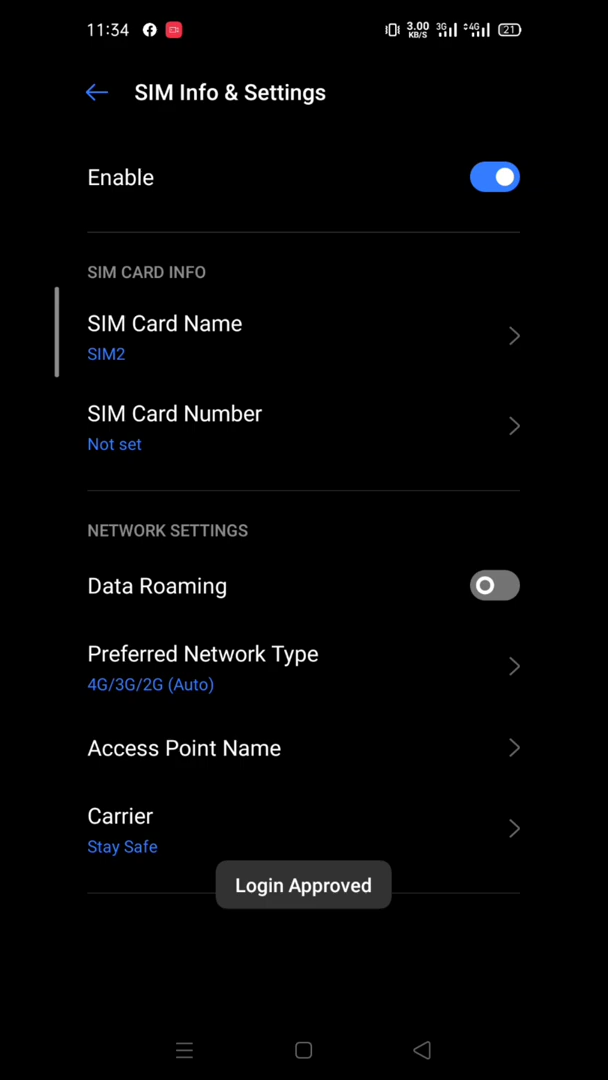 11:34 3.00 KB/S 3G 4G 21
SIM Info & Settings
Enable
SIM CARD INFO
SIM Card Name
SIM2
SIM Card Number
Not set
NETWORK SETTINGS
Data Roaming
Preferred Network Type
4G/3G/2G (Auto)
Access Point Name
Carrier
Stay Safe
Login Approved